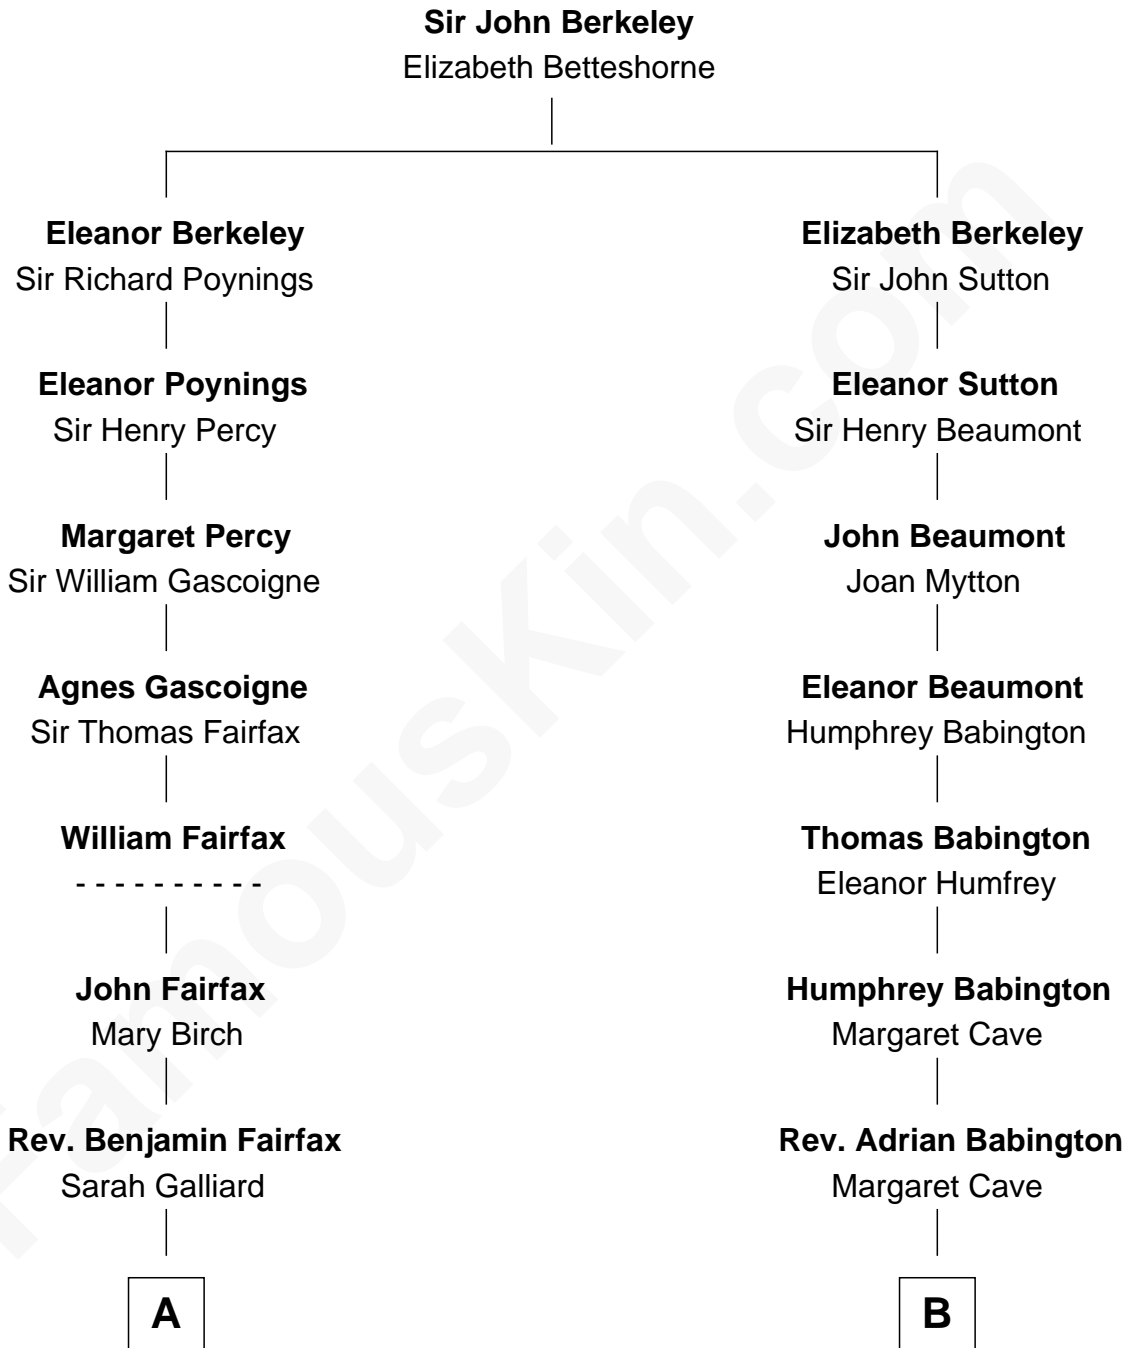 Sir John Berkeley
Elizabeth Betteshorne
Eleanor Berkeley
Sir Richard Poynings
Elizabeth Berkeley
Sir John Sutton
Eleanor Poynings
Sir Henry Percy
Eleanor Sutton
Sir Henry Beaumont
Margaret Percy
Sir William Gascoigne
John Beaumont
Joan Mytton
Agnes Gascoigne
Sir Thomas Fairfax
Eleanor Beaumont
Humphrey Babington
William Fairfax
- - - - - - - - - -
Thomas Babington
Eleanor Humfrey
John Fairfax
Mary Birch
Humphrey Babington
Margaret Cave
Rev. Benjamin Fairfax
Sarah Galliard
Rev. Adrian Babington
Margaret Cave
A
B
FamousKin.com